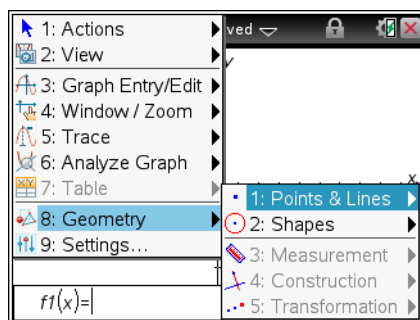 1: Actions
ved
2: View
y
3: Graph Entry/Edit
4: Window / Zoom
5: Trace
6: Analyze Graph
7: Table
x
8: Geometry
9: Settings...
1: Points & Lines
2: Shapes
3: Measurement
4: Construction
5: Transformation
f1(x)=